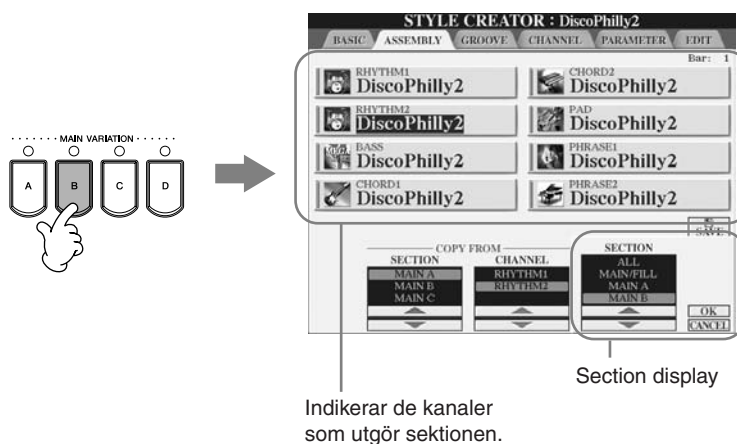 MAIN VARIATION
A B C D
STYLE CREATOR : DiscoPhilly2
BASIC ASSEMBLY GROOVE CHANNEL PARAMETER EDIT
Bar: 1
RHYTHM1
DiscoPhilly2
CHORD2
DiscoPhilly2
RHYTHM2
DiscoPhilly2
PAD
DiscoPhilly2
BASS
DiscoPhilly2
PHRASE1
DiscoPhilly2
CHORD1
DiscoPhilly2
PHRASE2
DiscoPhilly2
SAVE
COPY FROM
SECTION
MAIN A
MAIN B
MAIN C
CHANNEL
RHYTHM1
RHYTHM2
SECTION
ALL
MAIN/FILL
MAIN A
MAIN B
OK
CANCEL
Section display
Indikerar de kanaler
som utgör sektionen.